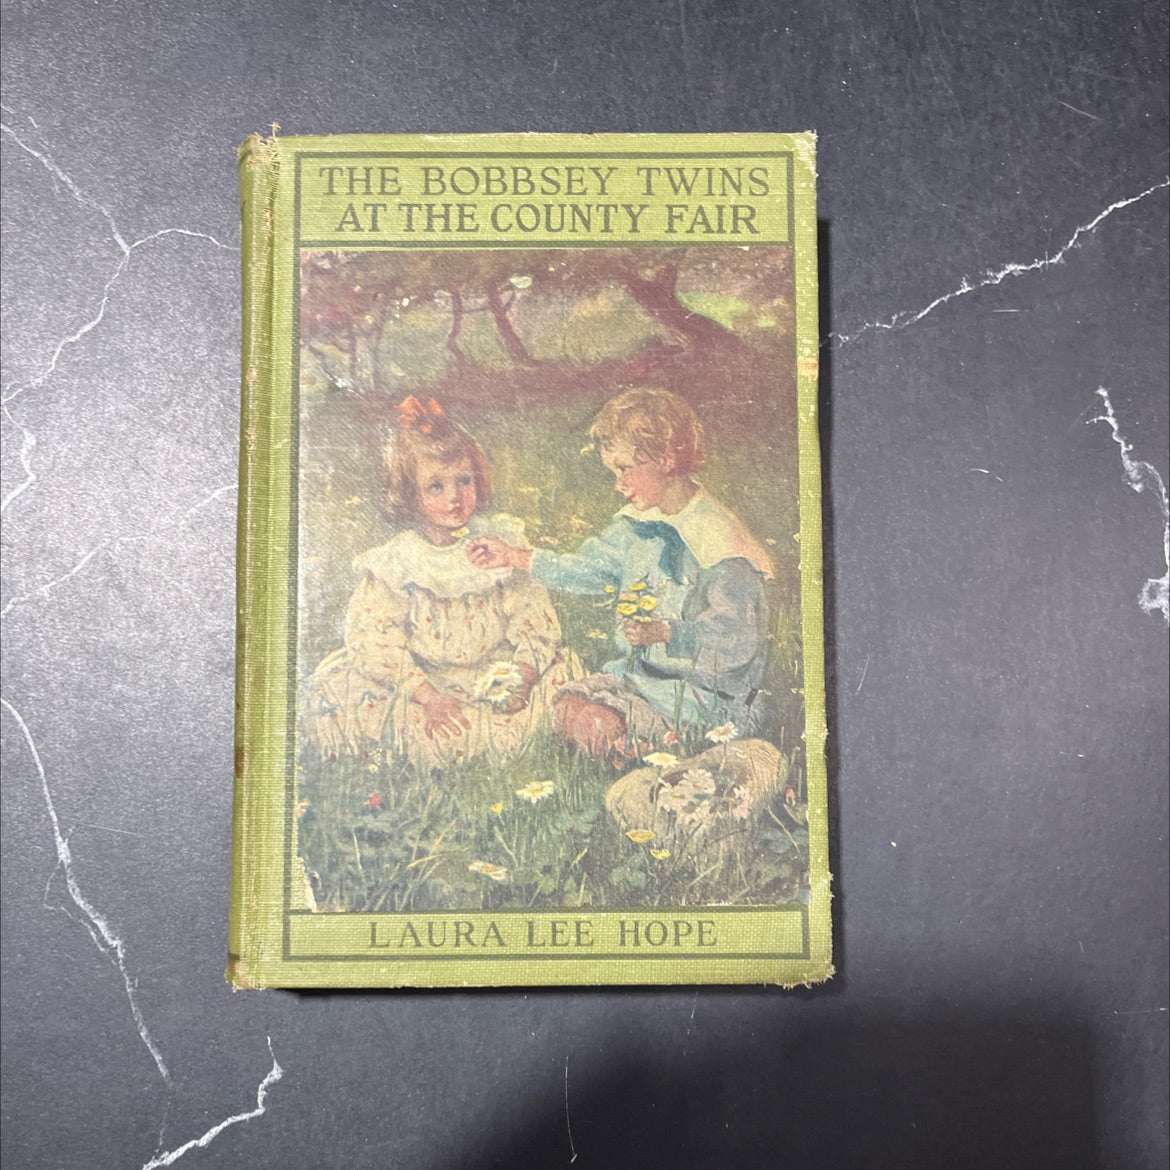 THE BOBBSEY TWINS
AT THE COUNTY FAIR
LAURA LEE HOPE